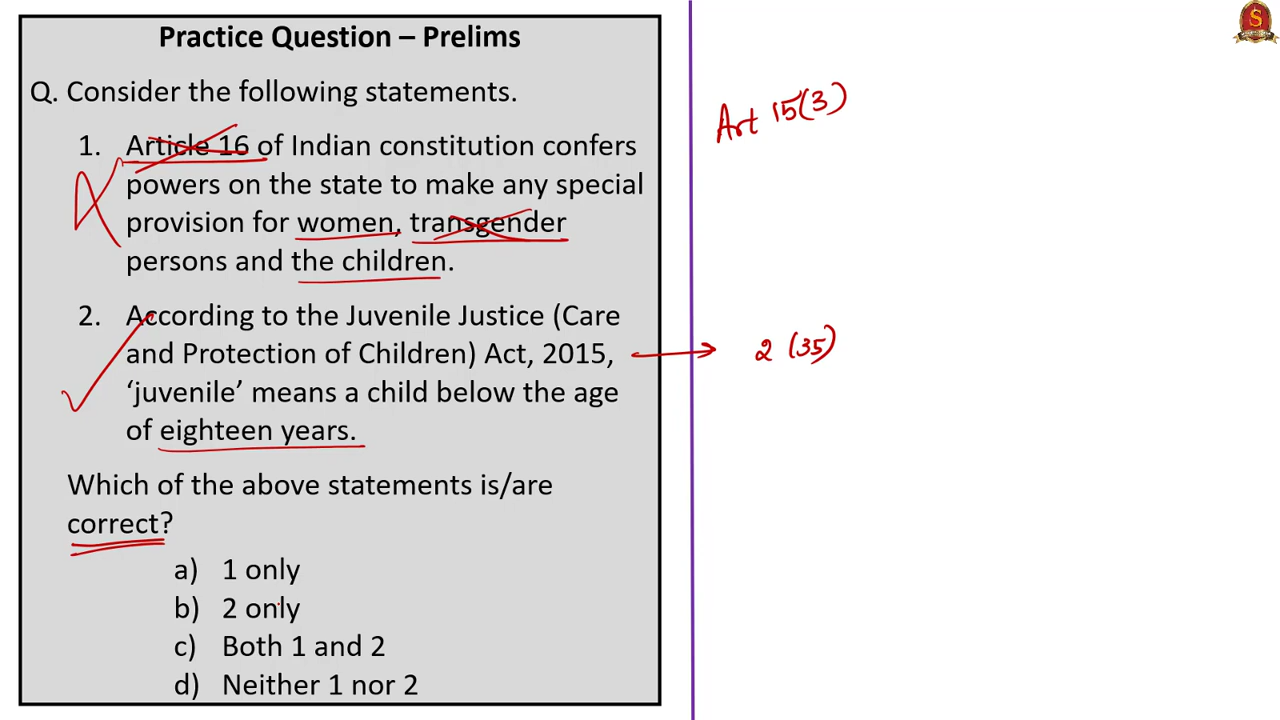 Practice Question – Prelims
Q. Consider the following statements.
1. Article 16 of Indian constitution confers
powers on the state to make any special
provision for women, transgender
persons and the children.
2. According to the Juvenile Justice (Care
and Protection of Children) Act, 2015,
‘juvenile’ means a child below the age
of eighteen years.
Which of the above statements is/are
correct?
a) 1 only
b) 2 only
c) Both 1 and 2
d) Neither 1 nor 2
Art 15(3)
2 (35)
S